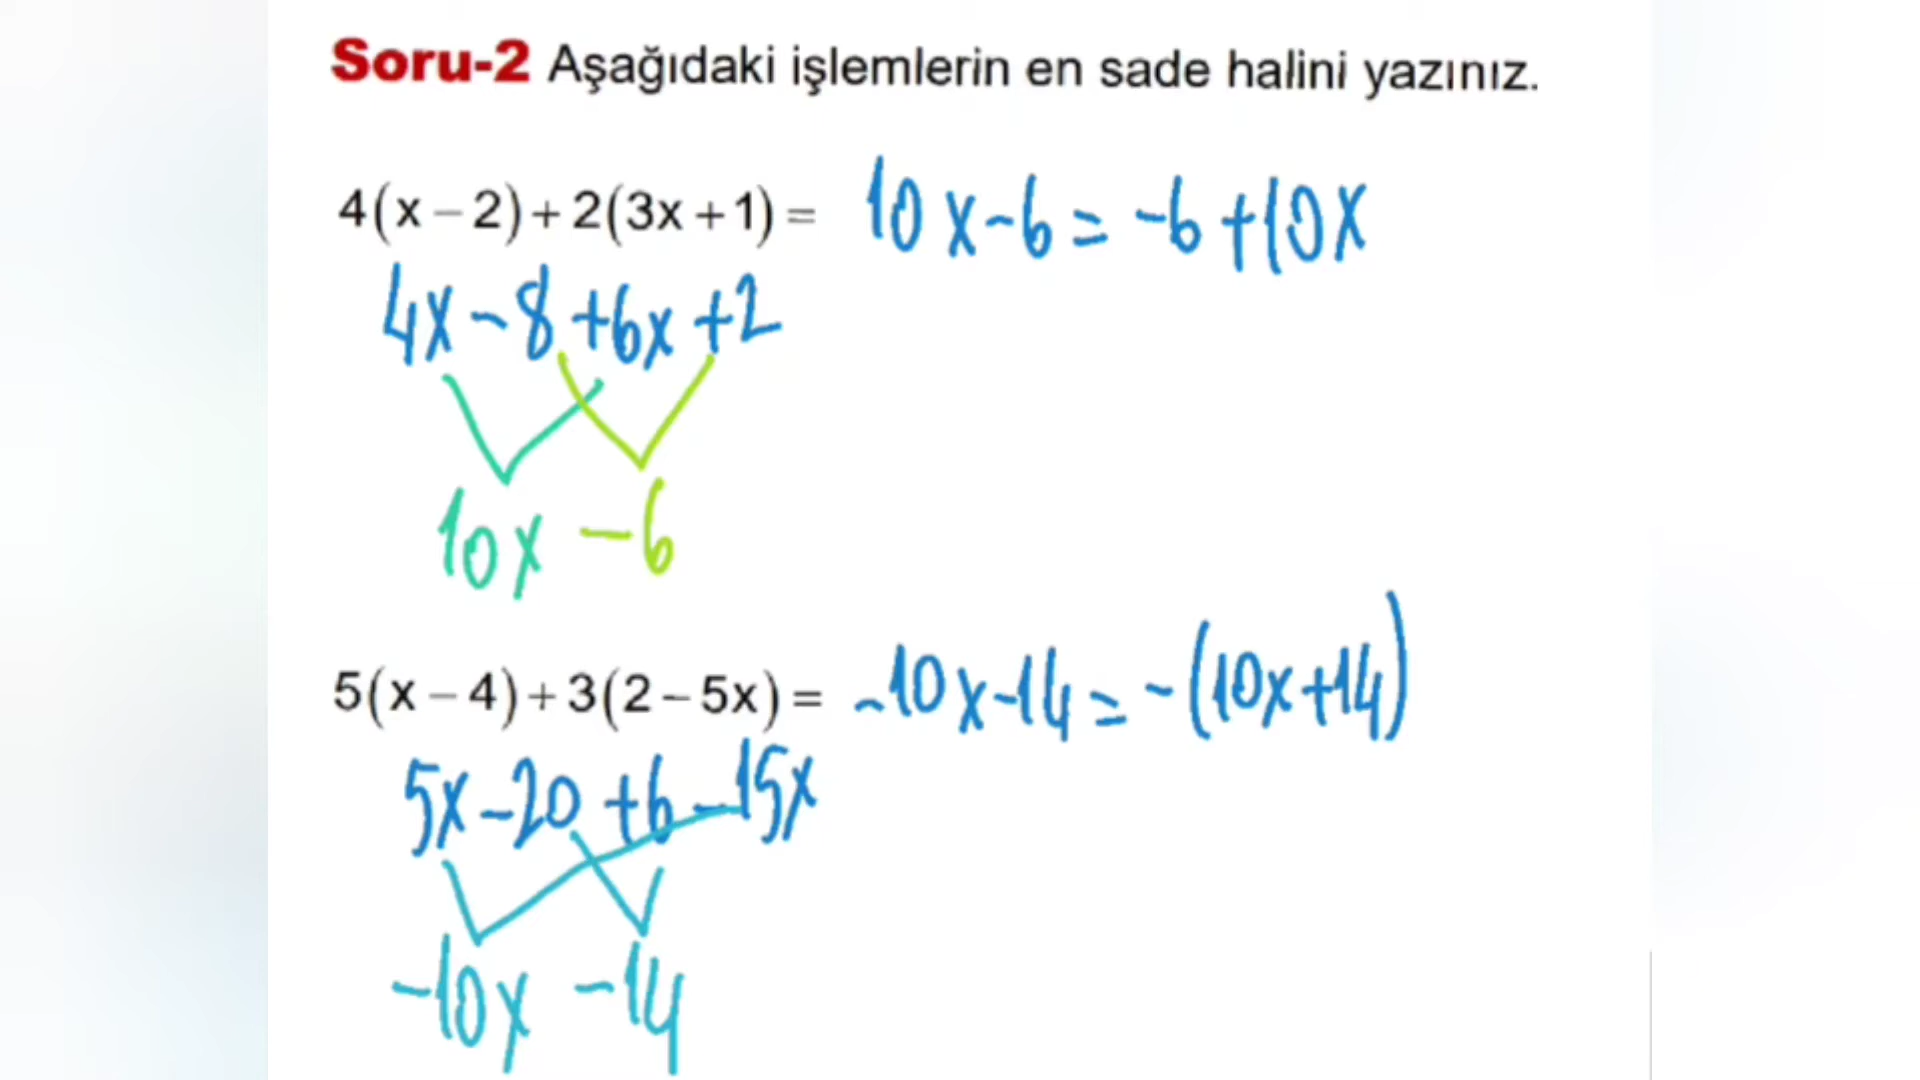 Soru-2 Aşağıdaki işlemlerin en sade halini yazınız.
4(x – 2) + 2(3x + 1) = 10x - 6 = -6 + 10x
4x - 8 + 6x + 2
10x - 6
5(x – 4) + 3(2 – 5x) = -10x - 14 = -(10x + 14)
5x - 20 + 6 - 15x
-10x - 14